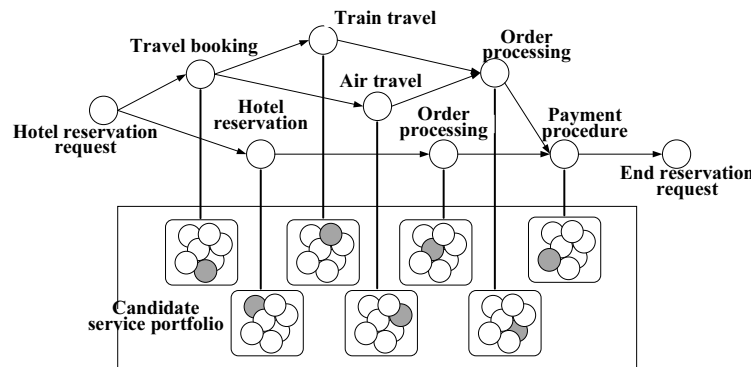 Train travel
Travel booking
Order
processing
Air travel
Hotel
reservation
Order
processing
Payment
procedure
Hotel reservation
request
End reservation
request
Candidate
service portfolio